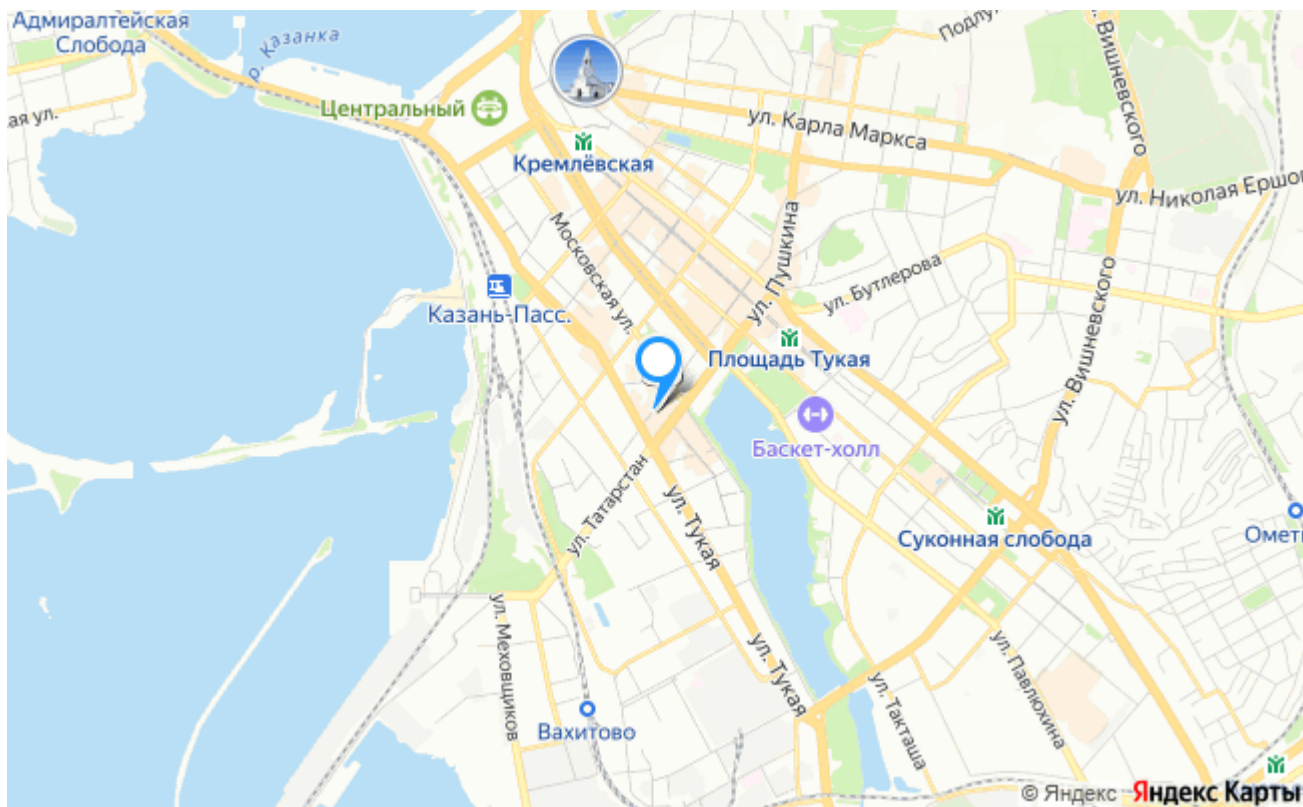 Адмиралтейская
Слобода
р. Казанка
Подлу
ул. Вишневского
ая ул.
Центральный
ул. Карла Маркса
Кремлёвская
ул. Николая Ершо
Московская ул.
ул. Пушкина
ул. Бутлерова
Казань-Пасс.
Площадь Тукая
ул. Вишневского
Баскет-холл
ул. Татарстан
ул. Тукая
Суконная слобода
Омет
ул. Меховщиков
ул. Тукая
ул. Павлюхина
ул. Такташа
Вахитово
© Яндекс Яндекс Карты